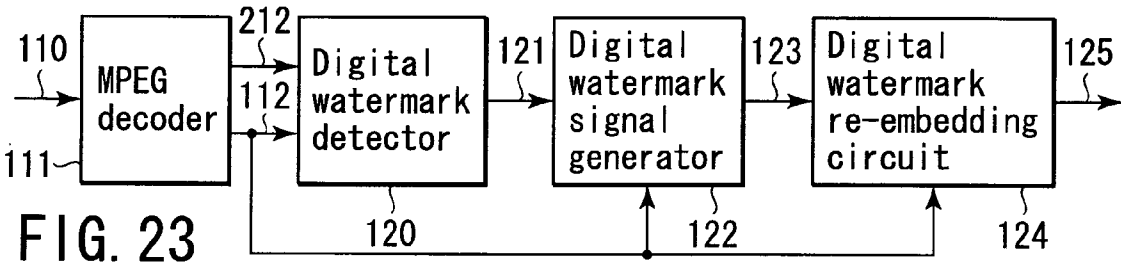 110
MPEG
decoder
111
212
112
Digital
watermark
detector
120
121
Digital
watermark
signal
generator
122
123
Digital
watermark
re-embedding
circuit
124
125
FIG. 23